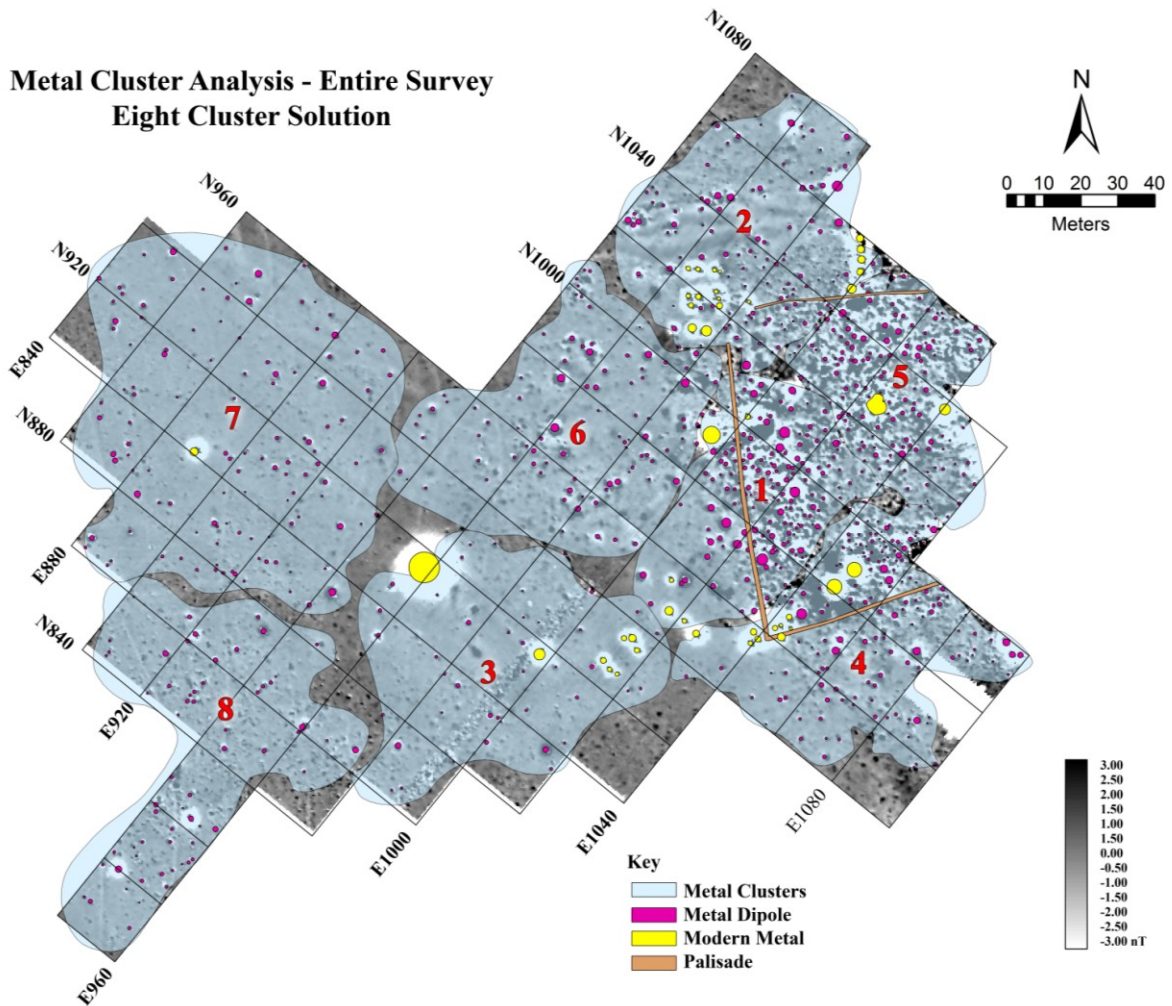 Metal Cluster Analysis - Entire Survey
Eight Cluster Solution
N1080
N
N1040
0 10 20 30 40
Meters
N960
N1000
N920
2
E840
5
7
6
N880
1
E880
N840
3
4
8
E920
E1080
E1040
E1000
E960
Key
Metal Clusters
Metal Dipole
Modern Metal
Palisade
3.00
2.50
2.00
1.50
1.00
0.50
0.00
-0.50
-1.00
-1.50
-2.00
-2.50
-3.00 nT